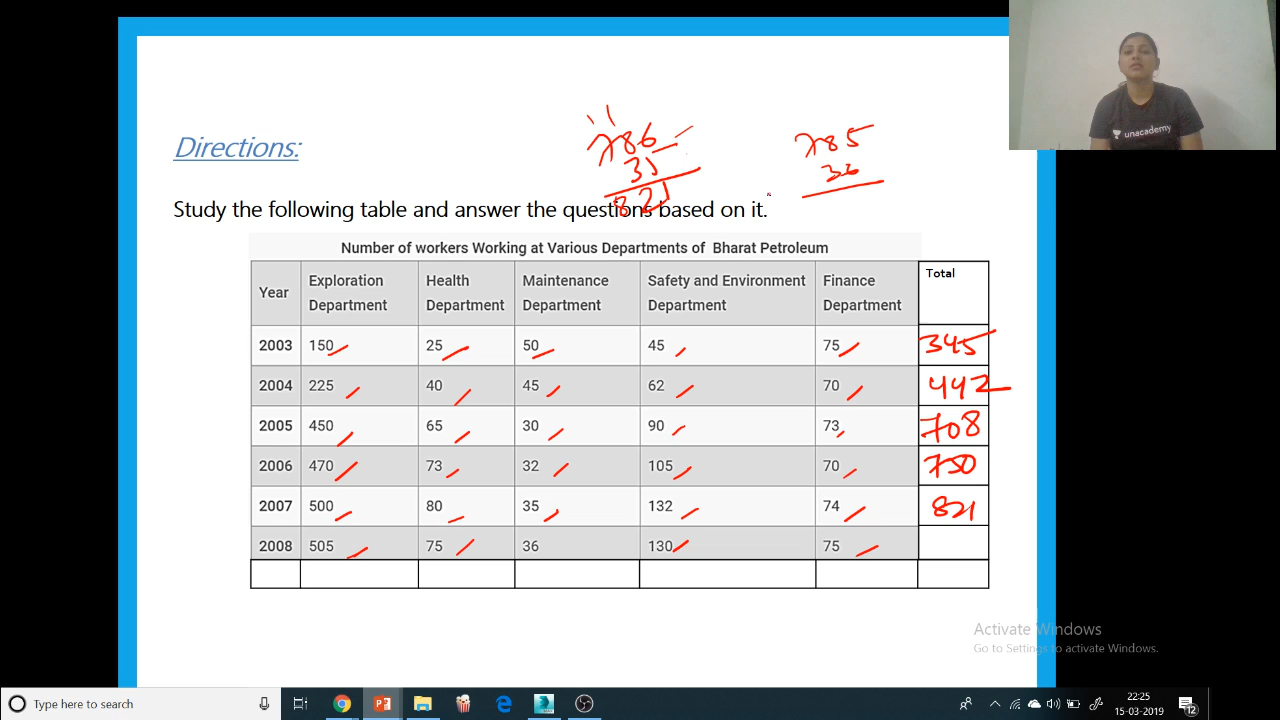 unacademy
786
35
821
785
36
Directions:
Study the following table and answer the questions based on it.
Number of workers Working at Various Departments of Bharat Petroleum
Year Exploration Department Health Department Maintenance Department Safety and Environment Department Finance Department Total
2003 150 25 50 45 75 345
2004 225 40 45 62 70 442
2005 450 65 30 90 73 708
2006 470 73 32 105 70 750
2007 500 80 35 132 74 821
2008 505 75 36 130 75
Activate Windows
Go to Settings to activate Windows.
Type here to search
22:25
15-03-2019
12